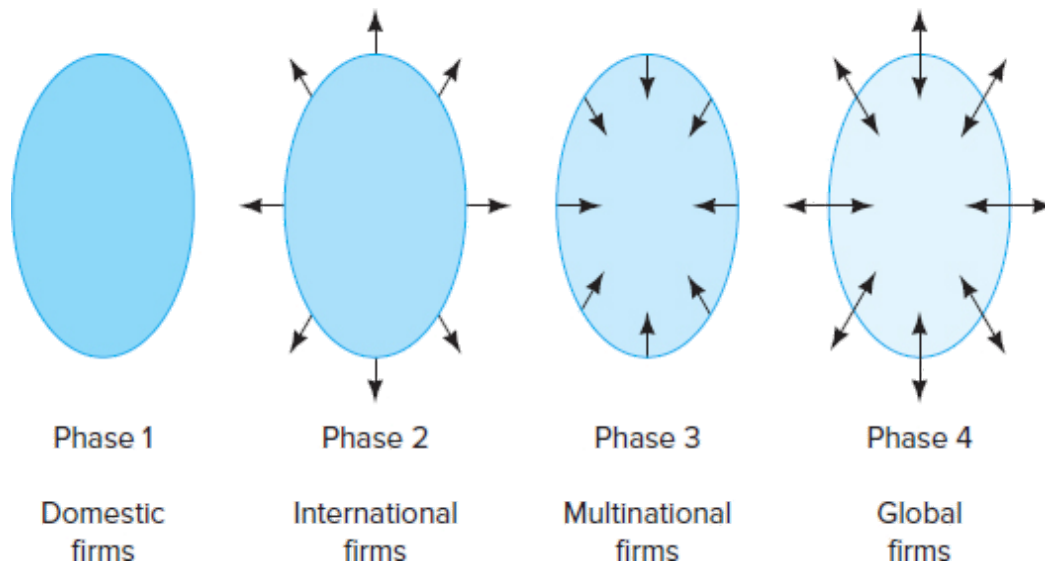 Phase 1
Phase 2
Phase 3
Phase 4
Domestic
firms
International
firms
Multinational
firms
Global
firms